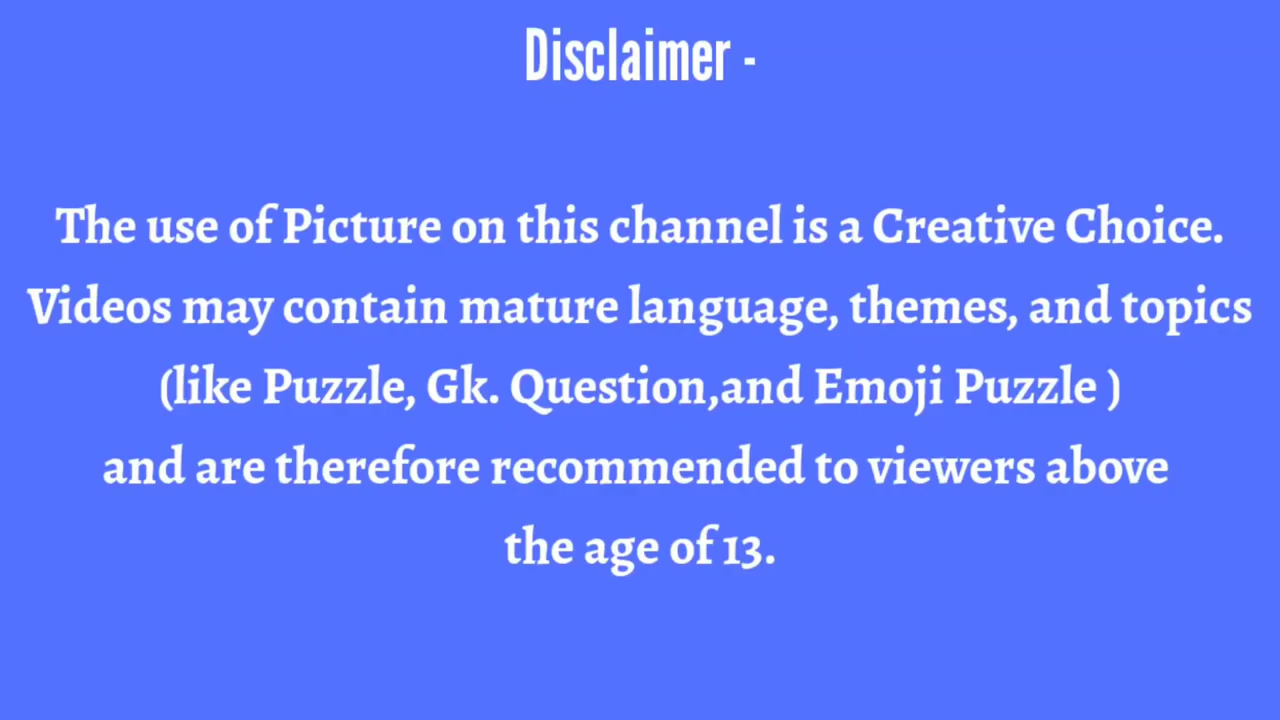 Disclaimer -
The use of Picture on this channel is a Creative Choice.
Videos may contain mature language, themes, and topics
(like Puzzle, Gk. Question,and Emoji Puzzle )
and are therefore recommended to viewers above
the age of 13.